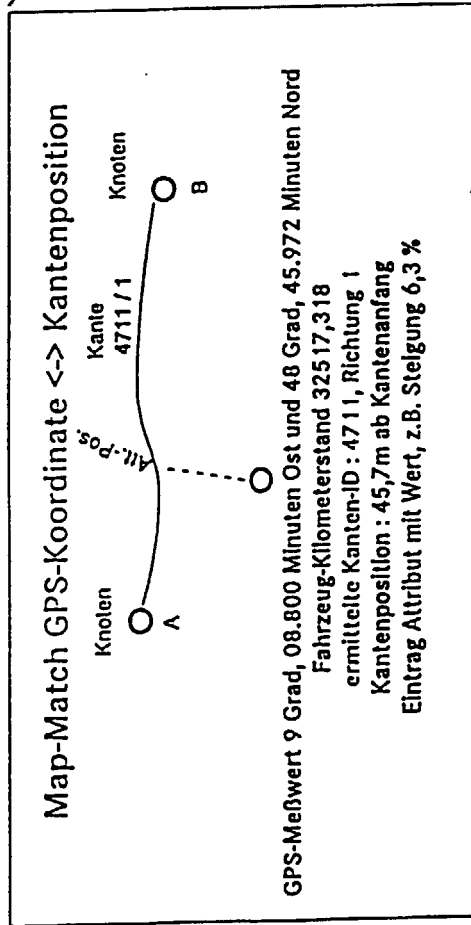 Map-Match GPS-Koordinate <-> Kantenposition
Knoten
A
Att.-Pos.
Kante
4711 / 1
Knoten
B
GPS-Meßwert 9 Grad, 08.800 Minuten Ost und 48 Grad, 45.972 Minuten Nord
Fahrzeug-Kilometerstand 32517,318
ermittelte Kanten-ID : 4711, Richtung 1
Kantenposition : 45,7m ab Kantenanfang
Eintrag Attribut mit Wert, z.B. Steigung 6,3 %